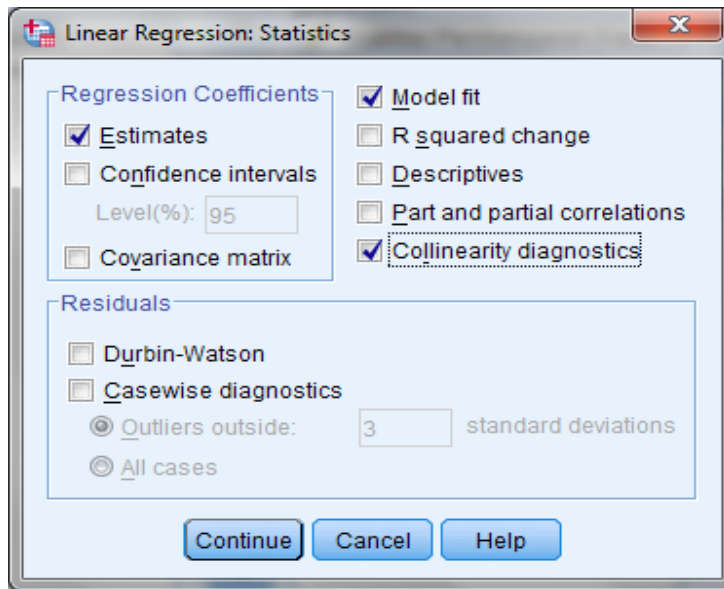 Linear Regression: Statistics
Regression Coefficients
Estimates
Confidence intervals
Level(%): 95
Covariance matrix
Model fit
R squared change
Descriptives
Part and partial correlations
Collinearity diagnostics
Residuals
Durbin-Watson
Casewise diagnostics
Outliers outside: 3 standard deviations
All cases
Continue Cancel Help